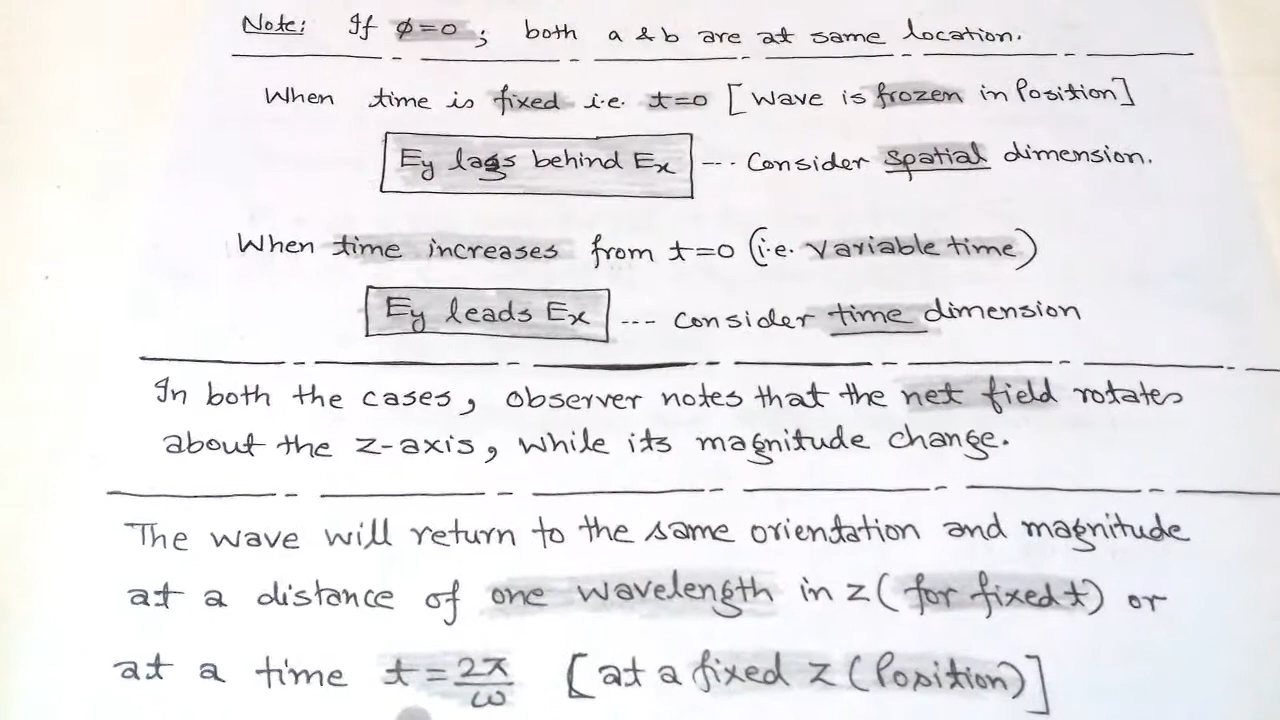 Note: If ϕ=0; both a & b are at same location.
When time is fixed i.e. t=0 [Wave is frozen in Position]
Ey lags behind Ex --- Consider spatial dimension.
When time increases from t=0 (i.e. variable time)
Ey leads Ex --- consider time dimension
In both the cases, observer notes that the net field rotates
about the z-axis, while its magnitude change.
The wave will return to the same orientation and magnitude
at a distance of one wavelength in z (for fixed t) or
at a time t = 2π/ω [at a fixed z (Position)]